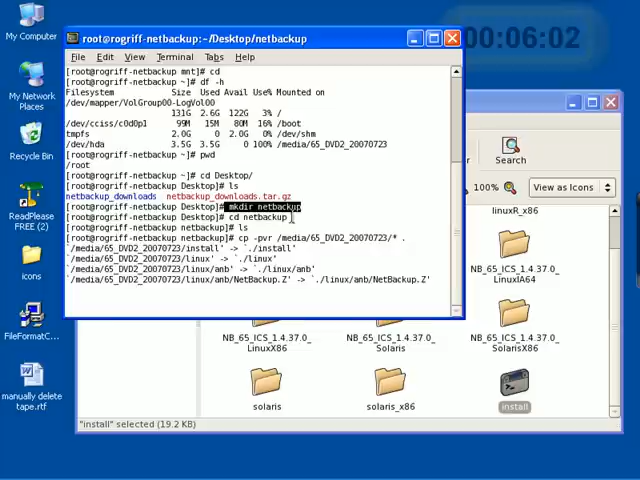 My Computer
My Network
Places
Recycle Bin
ReadPlease
FREE (2)
icons
FileFormatC...
manually delete
tape.rtf
00:06:02
root@rogriff-netbackup:~/Desktop/netbackup
File Edit View Terminal Tabs Help
[root@rogriff-netbackup mnt]# cd
[root@rogriff-netbackup ~]# df -h
Filesystem Size Used Avail Use% Mounted on
/dev/mapper/VolGroup00-LogVol00
131G 2.6G 122G 3% /
/dev/cciss/c0d0p1 99M 15M 80M 16% /boot
tmpfs 2.0G 0 2.0G 0% /dev/shm
/dev/hda 3.5G 3.5G 0 100% /media/65_DVD2_20070723
[root@rogriff-netbackup ~]# pwd
/root
[root@rogriff-netbackup ~]# cd Desktop/
[root@rogriff-netbackup Desktop]# ls
netbackup_downloads netbackup_downloads.tar.gz
[root@rogriff-netbackup Desktop]# mkdir netbackup
[root@rogriff-netbackup Desktop]# cd netbackup
[root@rogriff-netbackup netbackup]# ls
[root@rogriff-netbackup netbackup]# cp -pvr /media/65_DVD2_20070723/* .
`/media/65_DVD2_20070723/install' -> `./install'
`/media/65_DVD2_20070723/linux' -> `./linux'
`/media/65_DVD2_20070723/linux/anb' -> `./linux/anb'
`/media/65_DVD2_20070723/linux/anb/NetBackup.Z' -> `./linux/anb/NetBackup.Z'
Search
100%
View as Icons
linuxR_x86
NB_65_ICS_1.4.37.0_
LinuxIA64
NB_65_ICS_1.4.37.0_
LinuxX86
NB_65_ICS_1.4.37.0_
Solaris
NB_65_ICS_1.4.37.0_
SolarisX86
solaris
solaris_x86
install
"install" selected (19.2 KB)